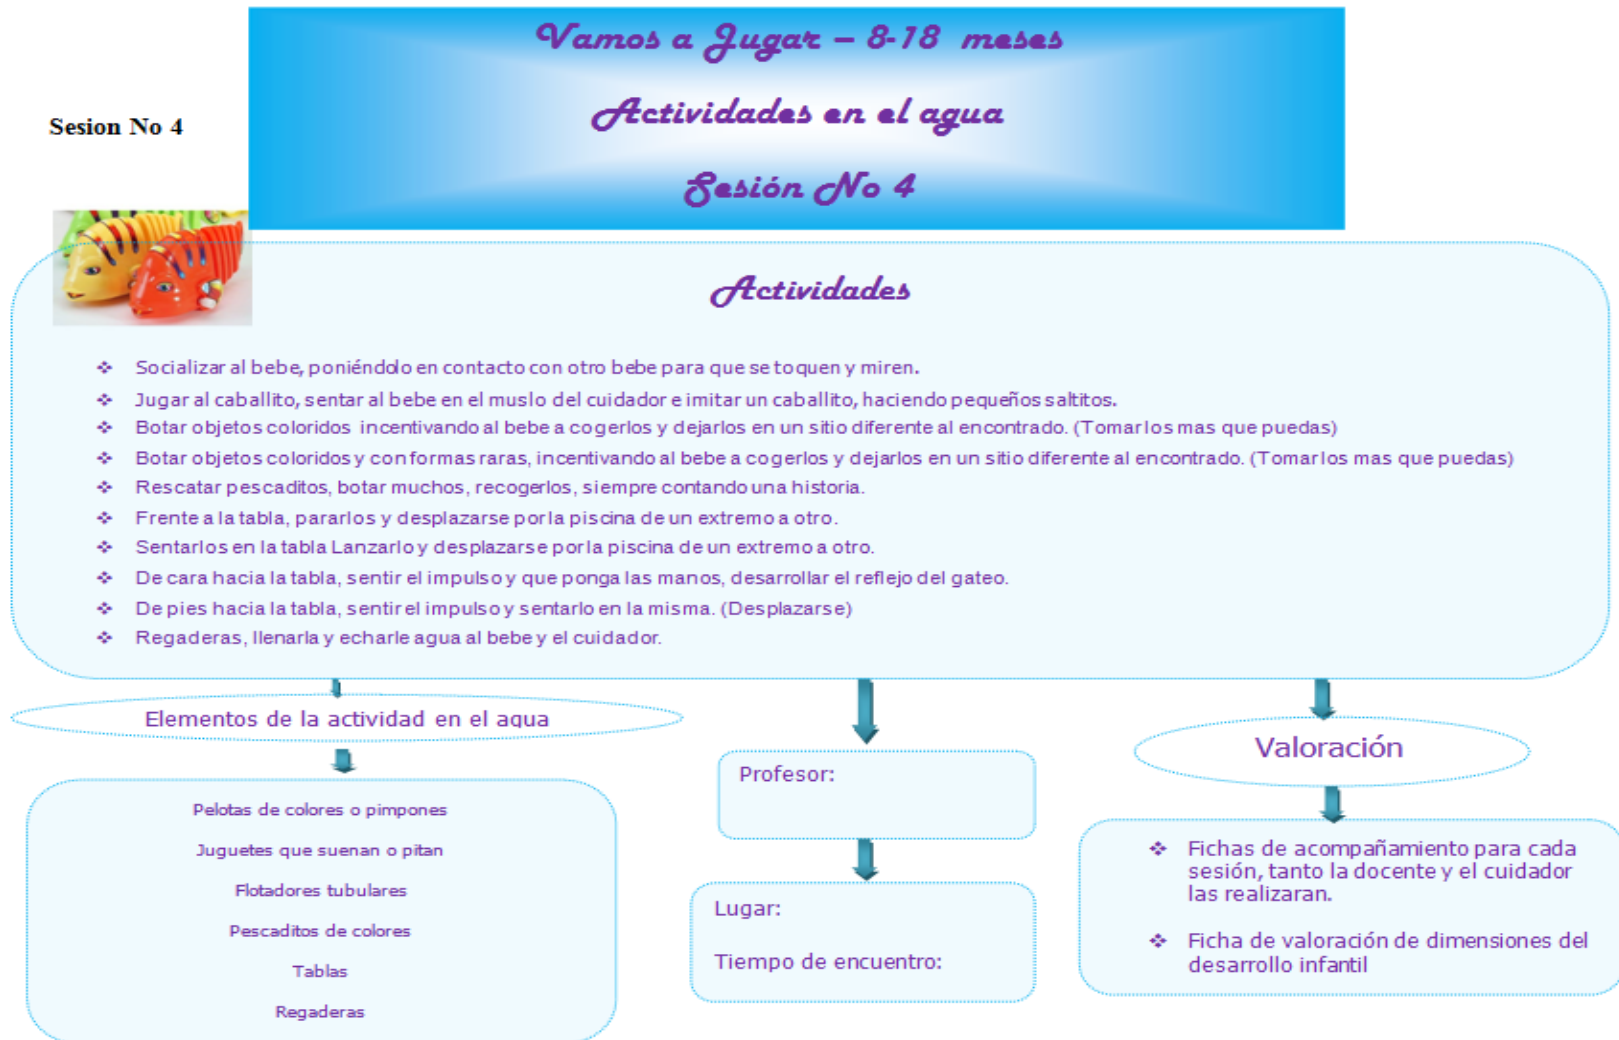 Vamos a Jugar – 8-18 meses
Actividades en el agua
Sesion No 4
Sesión No 4
Actividades
❖ Socializar al bebe, poniéndolo en contacto con otro bebe para que se toquen y miren.
❖ Jugar al caballito, sentar al bebe en el muslo del cuidador e imitar un caballito, haciendo pequeños saltitos.
❖ Botar objetos coloridos incentivando al bebe a cogerlos y dejarlos en un sitio diferente al encontrado. (Tomar los mas que puedas)
❖ Botar objetos coloridos y con formas raras, incentivando al bebe a cogerlos y dejarlos en un sitio diferente al encontrado. (Tomar los mas que puedas)
❖ Rescatar pescaditos, botar muchos, recogerlos, siempre contando una historia.
❖ Frente a la tabla, pararlos y desplazarse por la piscina de un extremo a otro.
❖ Sentarlos en la tabla Lanzarlo y desplazarse por la piscina de un extremo a otro.
❖ De cara hacia la tabla, sentir el impulso y que ponga las manos, desarrollar el reflejo del gateo.
❖ De pies hacia la tabla, sentir el impulso y sentarlo en la misma. (Desplazarse)
❖ Regaderas, llenarla y echarle agua al bebe y el cuidador.
Elementos de la actividad en el agua
Pelotas de colores o pimpones
Juguetes que suenan o pitan
Flotadores tubulares
Pescaditos de colores
Tablas
Regaderas
Profesor:
Lugar:
Tiempo de encuentro:
Valoración
❖ Fichas de acompañamiento para cada
sesión, tanto la docente y el cuidador
las realizaran.
❖ Ficha de valoración de dimensiones del
desarrollo infantil